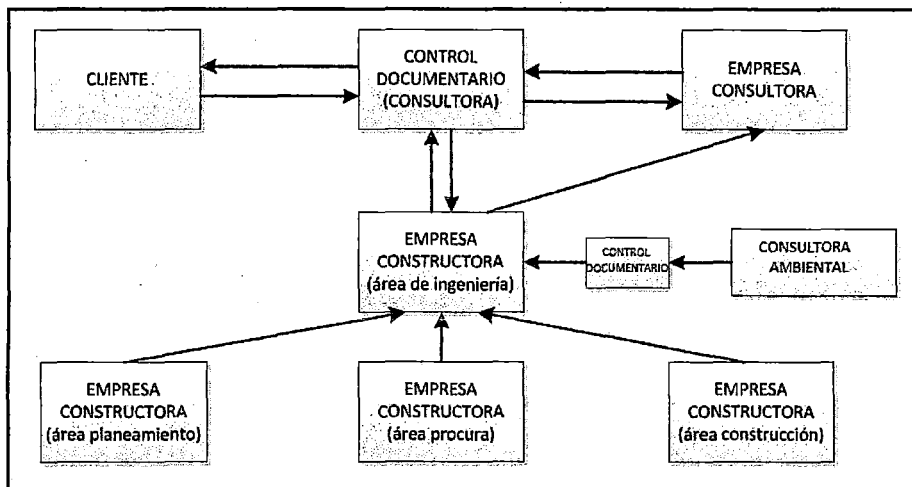 CLIENTE
CONTROL
DOCUMENTARIO
(CONSULTORA)
EMPRESA
CONSULTORA
EMPRESA
CONSTRUCTORA
(área de ingeniería)
CONTROL
DOCUMENTARIO
CONSULTORA
AMBIENTAL
EMPRESA
CONSTRUCTORA
(área planeamiento)
EMPRESA
CONSTRUCTORA
(área procura)
EMPRESA
CONSTRUCTORA
(área construcción)